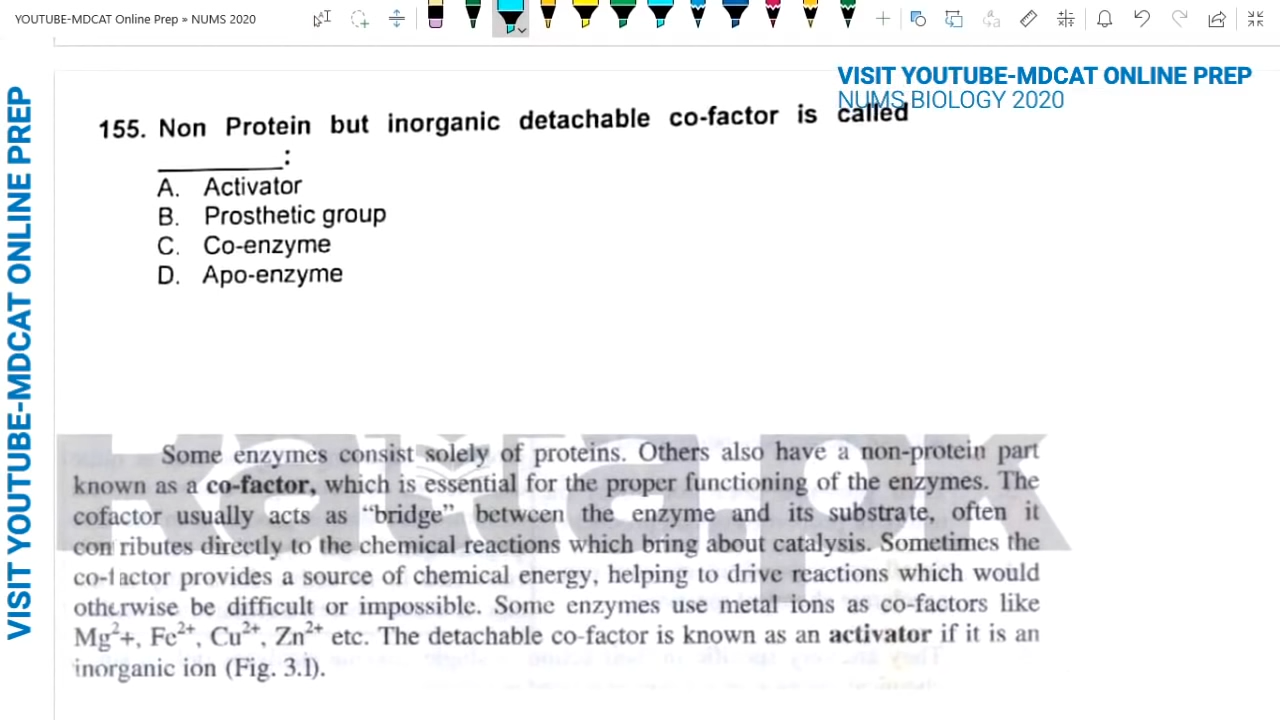 YOUTUBE-MDCAT Online Prep » NUMS 2020
VISIT YOUTUBE-MDCAT ONLINE PREP
VISIT YOUTUBE-MDCAT ONLINE PREP
NUMS BIOLOGY 2020
155. Non Protein but inorganic detachable co-factor is called
_________:
A. Activator
B. Prosthetic group
C. Co-enzyme
D. Apo-enzyme
Some enzymes consist solely of proteins. Others also have a non-protein part
known as a co-factor, which is essential for the proper functioning of the enzymes. The
cofactor usually acts as “bridge” between the enzyme and its substrate, often it
con ributes directly to the chemical reactions which bring about catalysis. Sometimes the
co-factor provides a source of chemical energy, helping to drive reactions which would
otherwise be difficult or impossible. Some enzymes use metal ions as co-factors like
Mg²+, Fe²⁺, Cu²⁺, Zn²⁺ etc. The detachable co-factor is known as an activator if it is an
inorganic ion (Fig. 3.1).